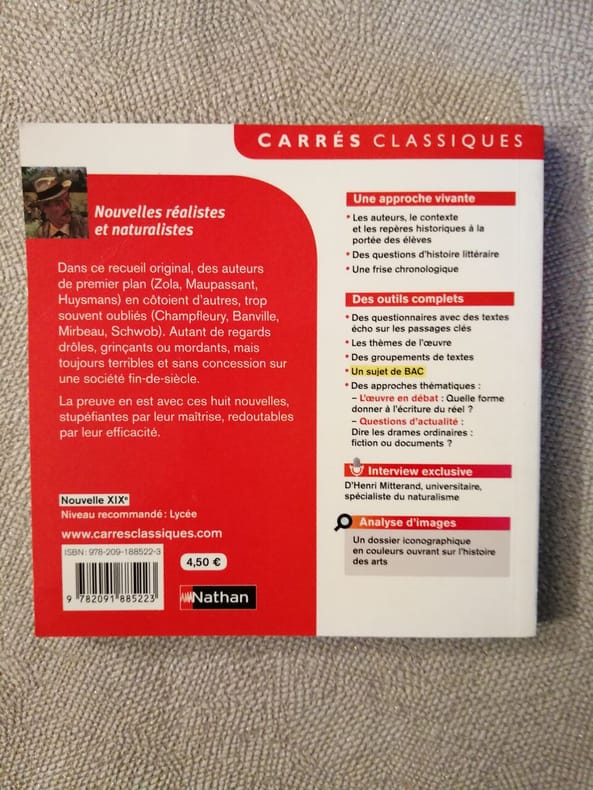 CARRÉS CLASSIQUES
Nouvelles réalistes
et naturalistes
Dans ce recueil original, des auteurs
de premier plan (Zola, Maupassant,
Huysmans) en côtoient d'autres, trop
souvent oubliés (Champfleury, Banville,
Mirbeau, Schwob). Autant de regards
drôles, grinçants ou mordants, mais
toujours terribles et sans concession sur
une société fin-de-siècle.
La preuve en est avec ces huit nouvelles,
stupéfiantes par leur maîtrise, redoutables
par leur efficacité.
Nouvelle XIXe
Niveau recommandé : Lycée
www.carresclassiques.com
ISBN : 978-209-188522-3
9 782091 885223
4,50 €
Nathan
Une approche vivante
• Les auteurs, le contexte
et les repères historiques à la
portée des élèves
• Des questions d'histoire littéraire
• Une frise chronologique
Des outils complets
• Des questionnaires avec des textes
écho sur les passages clés
• Les thèmes de l'œuvre
• Des groupements de textes
• Un sujet de BAC
• Des approches thématiques :
– L'œuvre en débat : Quelle forme
donner à l'écriture du réel ?
– Questions d'actualité :
Dire les drames ordinaires :
fiction ou documents ?
Interview exclusive
D'Henri Mitterand, universitaire,
spécialiste du naturalisme
Analyse d'images
Un dossier iconographique
en couleurs ouvrant sur l'histoire
des arts